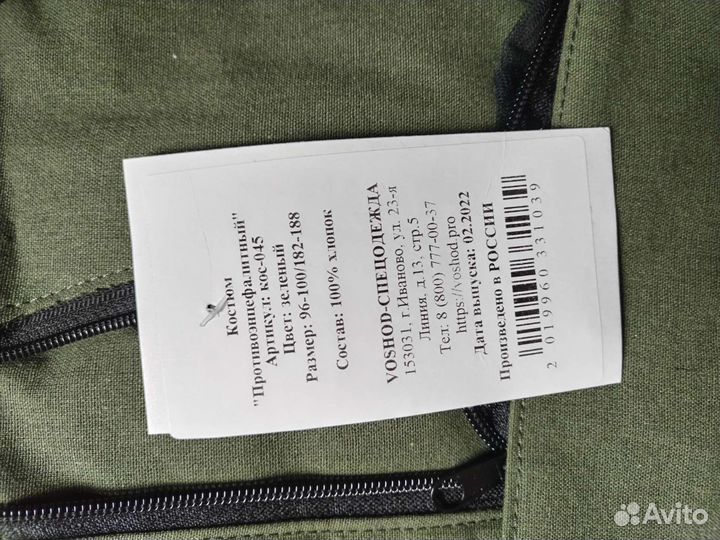 Костюм
"Противоэнцефалитный"
Артикул: кос-045
Цвет: зеленый
Размер: 96-100/182-188
Состав: 100% хлопок
VOSHOD-СПЕЦОДЕЖДА
153031, г.Иваново, ул. 23-я
Линия, д.13, стр.5
Тел: 8 (800) 777-00-37
https://voshod.pro
Дата выпуска: 02.2022
Произведено в РОССИИ
2 019960 331039
Avito